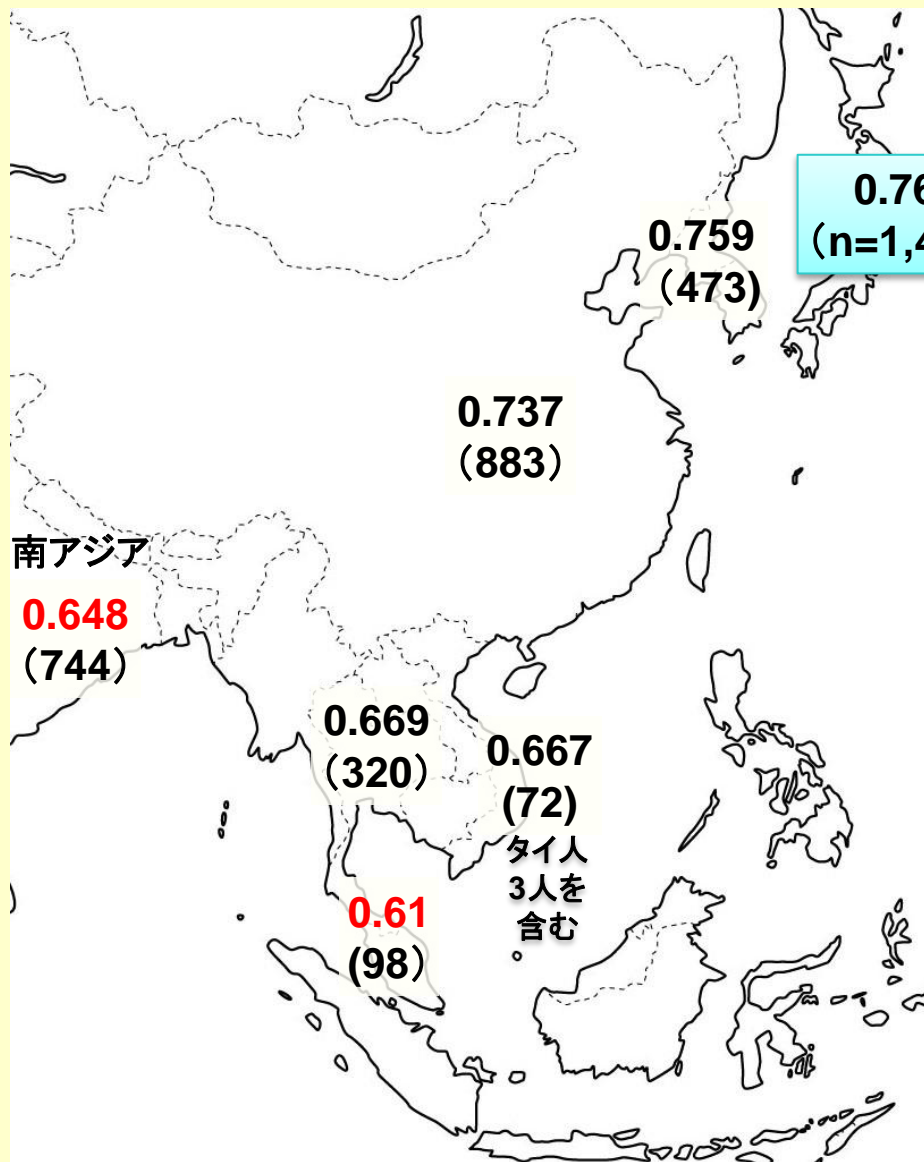 0.76
（n=1,4
0.759
（473)
0.737
（883）
南アジア
0.648
（744）
0.669
（320）
0.667
(72)
タイ人
3人を
含む
0.61
(98）